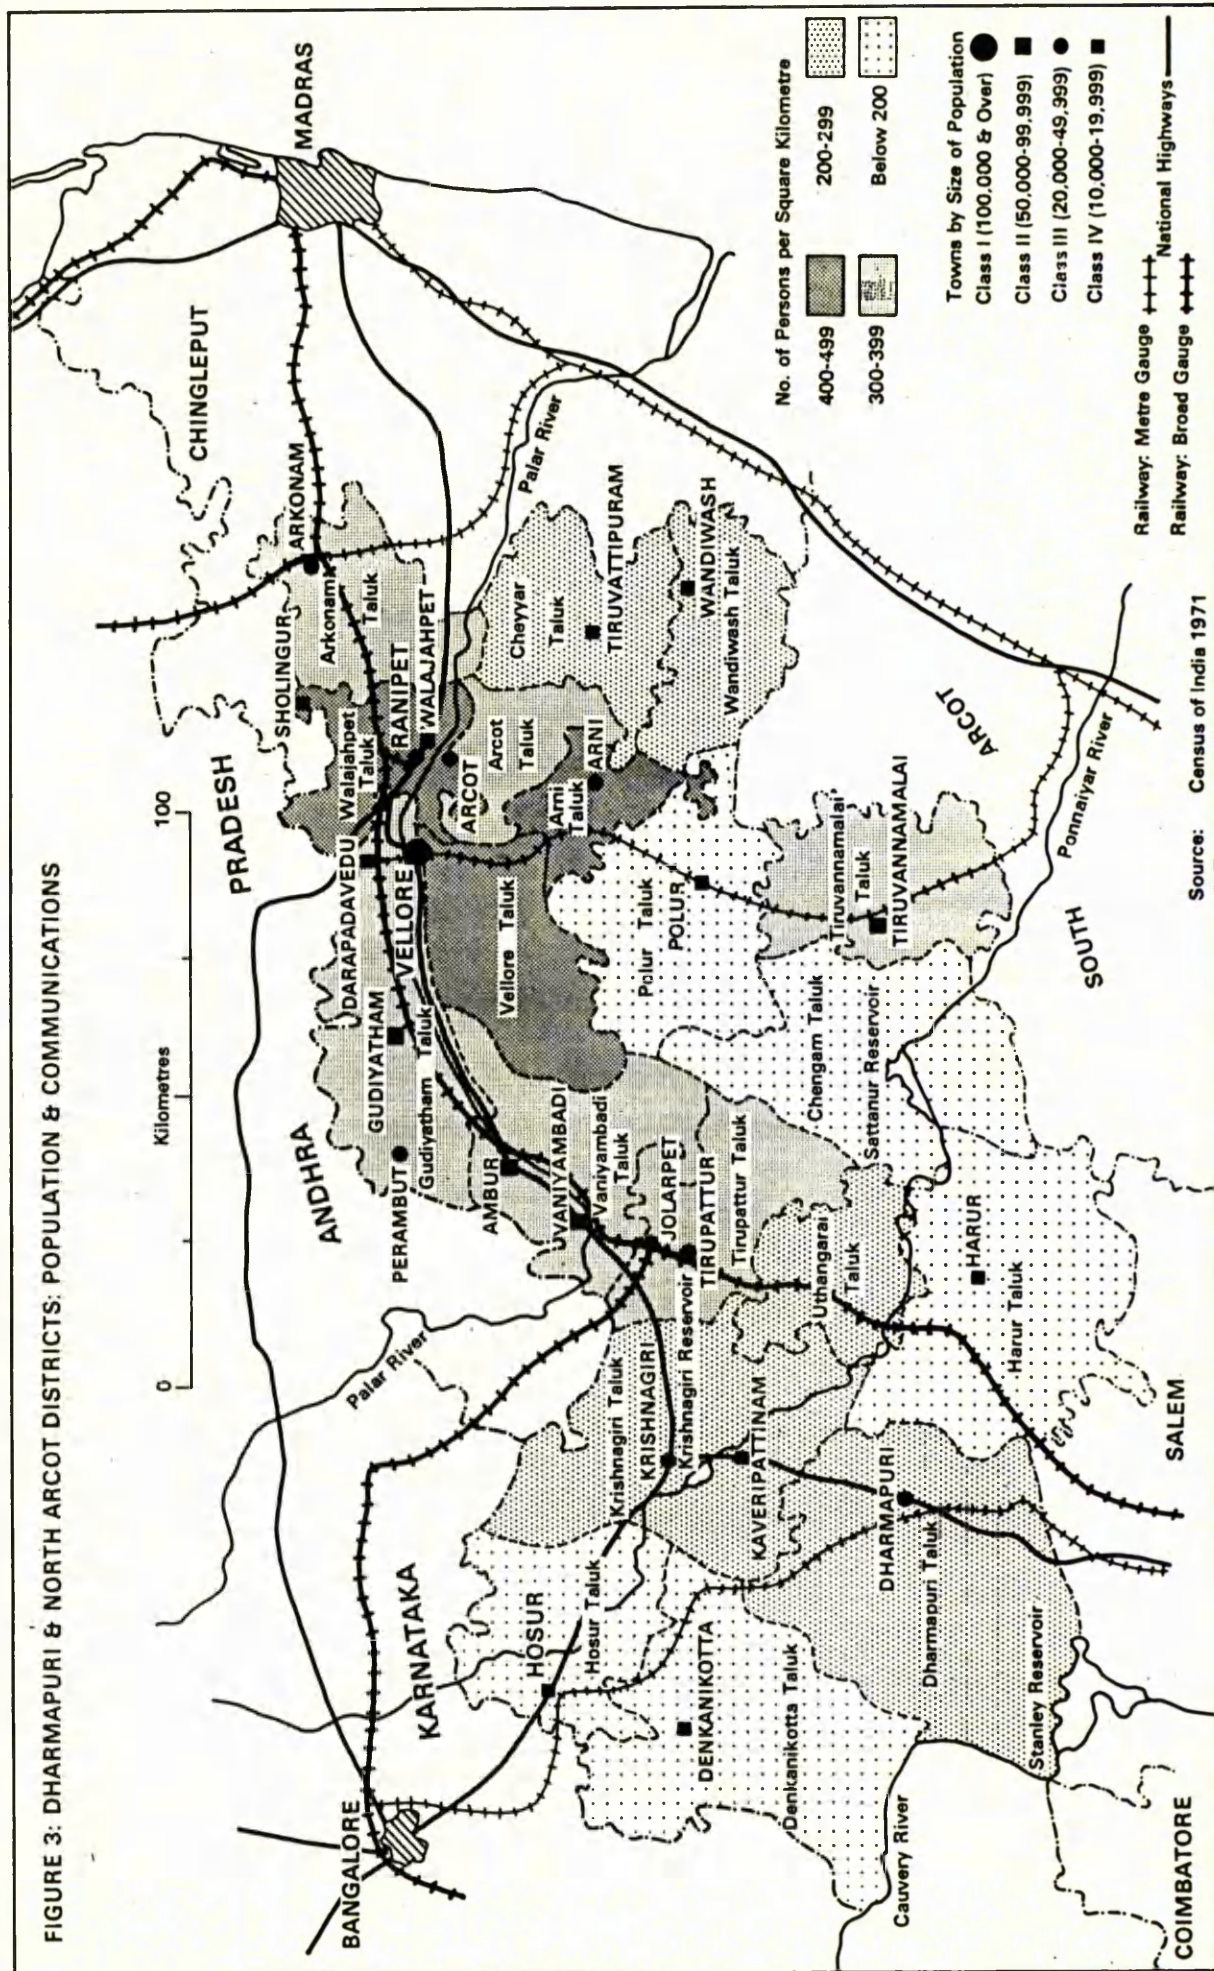 FIGURE 3: DHARMAPURI & NORTH ARCOT DISTRICTS: POPULATION & COMMUNICATIONS
Kilometres
0
100
ANDHRA
PRADESH
CHINGLEPUT
MADRAS
BANGALORE
KARNATAKA
Palar River
SHOLINGUR
ARKONAM
Arkonam
Taluk
DARAPADAVEDU
Walajahpet
Taluk
RANIPET
WALAJAHPET
GUDIYATHAM
PERAMBUT
Gudiyatham Taluk
VELLORE
Vellore Taluk
ARCOT
Arcot
Taluk
Arni
Taluk
ARNI
Cheyyar
Taluk
TIRUVATTIPURAM
Palar River
WANDIWASH
Wandiwash Taluk
AMBUR
VANIYAMBADI
Vaniyambadi
Taluk
JOLARPET
TIRUPATTUR
Tirupattur Taluk
Polur Taluk
POLUR
Tiruvannamalai
Taluk
TIRUVANNAMALAI
Chengam Taluk
Sattanur Reservoir
HOSUR
Hosur Taluk
Krishnagiri Taluk
KRISHNAGIRI
Krishnagiri Reservoir
KAVERIPATTINAM
Uthangarai
Taluk
DENKANIKOTTA
Denkanikotta Taluk
DHARMAPURI
Dharmapuri Taluk
HARUR
Harur Taluk
Cauvery River
Stanley Reservoir
COIMBATORE
SALEM
SOUTH
ARCOT
Ponnaiyar River
No. of Persons per Square Kilometre
400-499
200-299
300-399
Below 200
Towns by Size of Population
Class I (100,000 & Over)
Class II (50,000-99,999)
Class III (20,000-49,999)
Class IV (10,000-19,999)
Railway: Metre Gauge
National Highways
Railway: Broad Gauge
Source: Census of India 1971